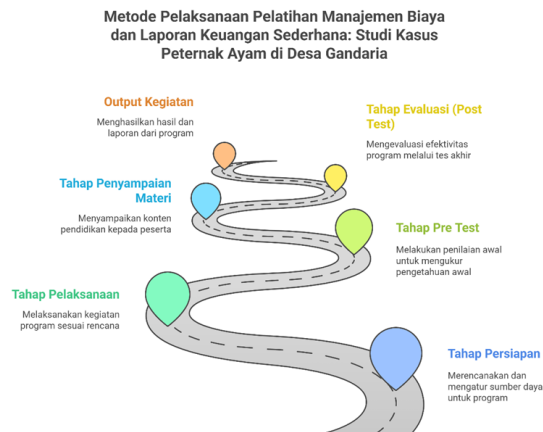 Metode Pelaksanaan Pelatihan Manajemen Biaya
dan Laporan Keuangan Sederhana: Studi Kasus
Peternak Ayam di Desa Gandaria
Output Kegiatan
Menghasilkan hasil dan
laporan dari program
Tahap Evaluasi (Post
Test)
Mengevaluasi efektivitas
program melalui tes akhir
Tahap Penyampaian
Materi
Menyampaikan konten
pendidikan kepada peserta
Tahap Pre Test
Melakukan penilaian awal
untuk mengukur
pengetahuan awal
Tahap Pelaksanaan
Melaksanakan kegiatan
program sesuai rencana
Tahap Persiapan
Merencanakan dan
mengatur sumber daya
untuk program